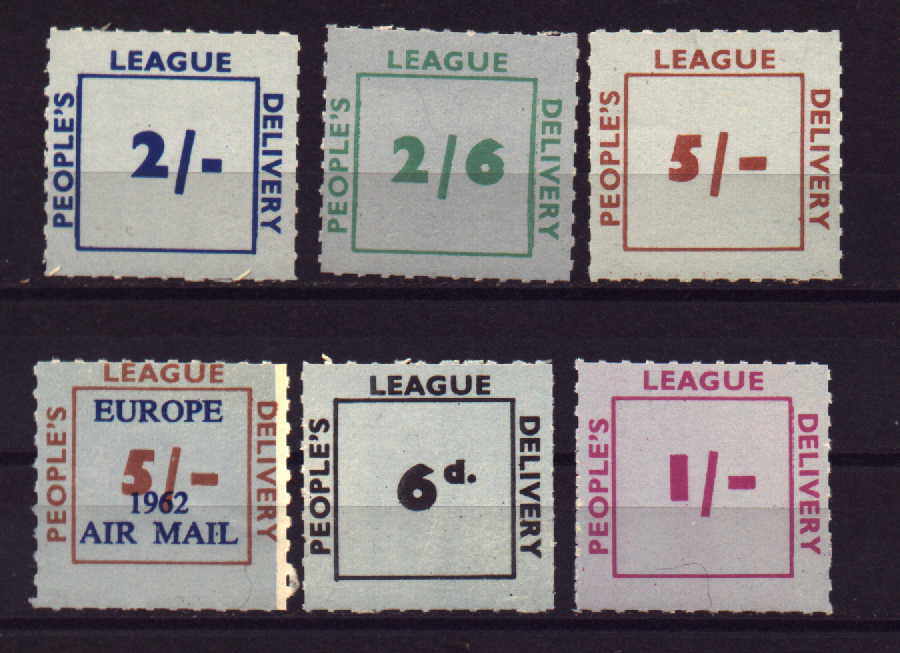 LEAGUE
PEOPLE'S
2/-
DELIVERY
LEAGUE
PEOPLE'S
2/6
DELIVERY
LEAGUE
PEOPLE'S
5/-
DELIVERY
LEAGUE
PEOPLE'S
EUROPE
5/-
1962
AIR MAIL
DELIVERY
LEAGUE
PEOPLE'S
6d.
DELIVERY
LEAGUE
PEOPLE'S
1/-
DELIVERY